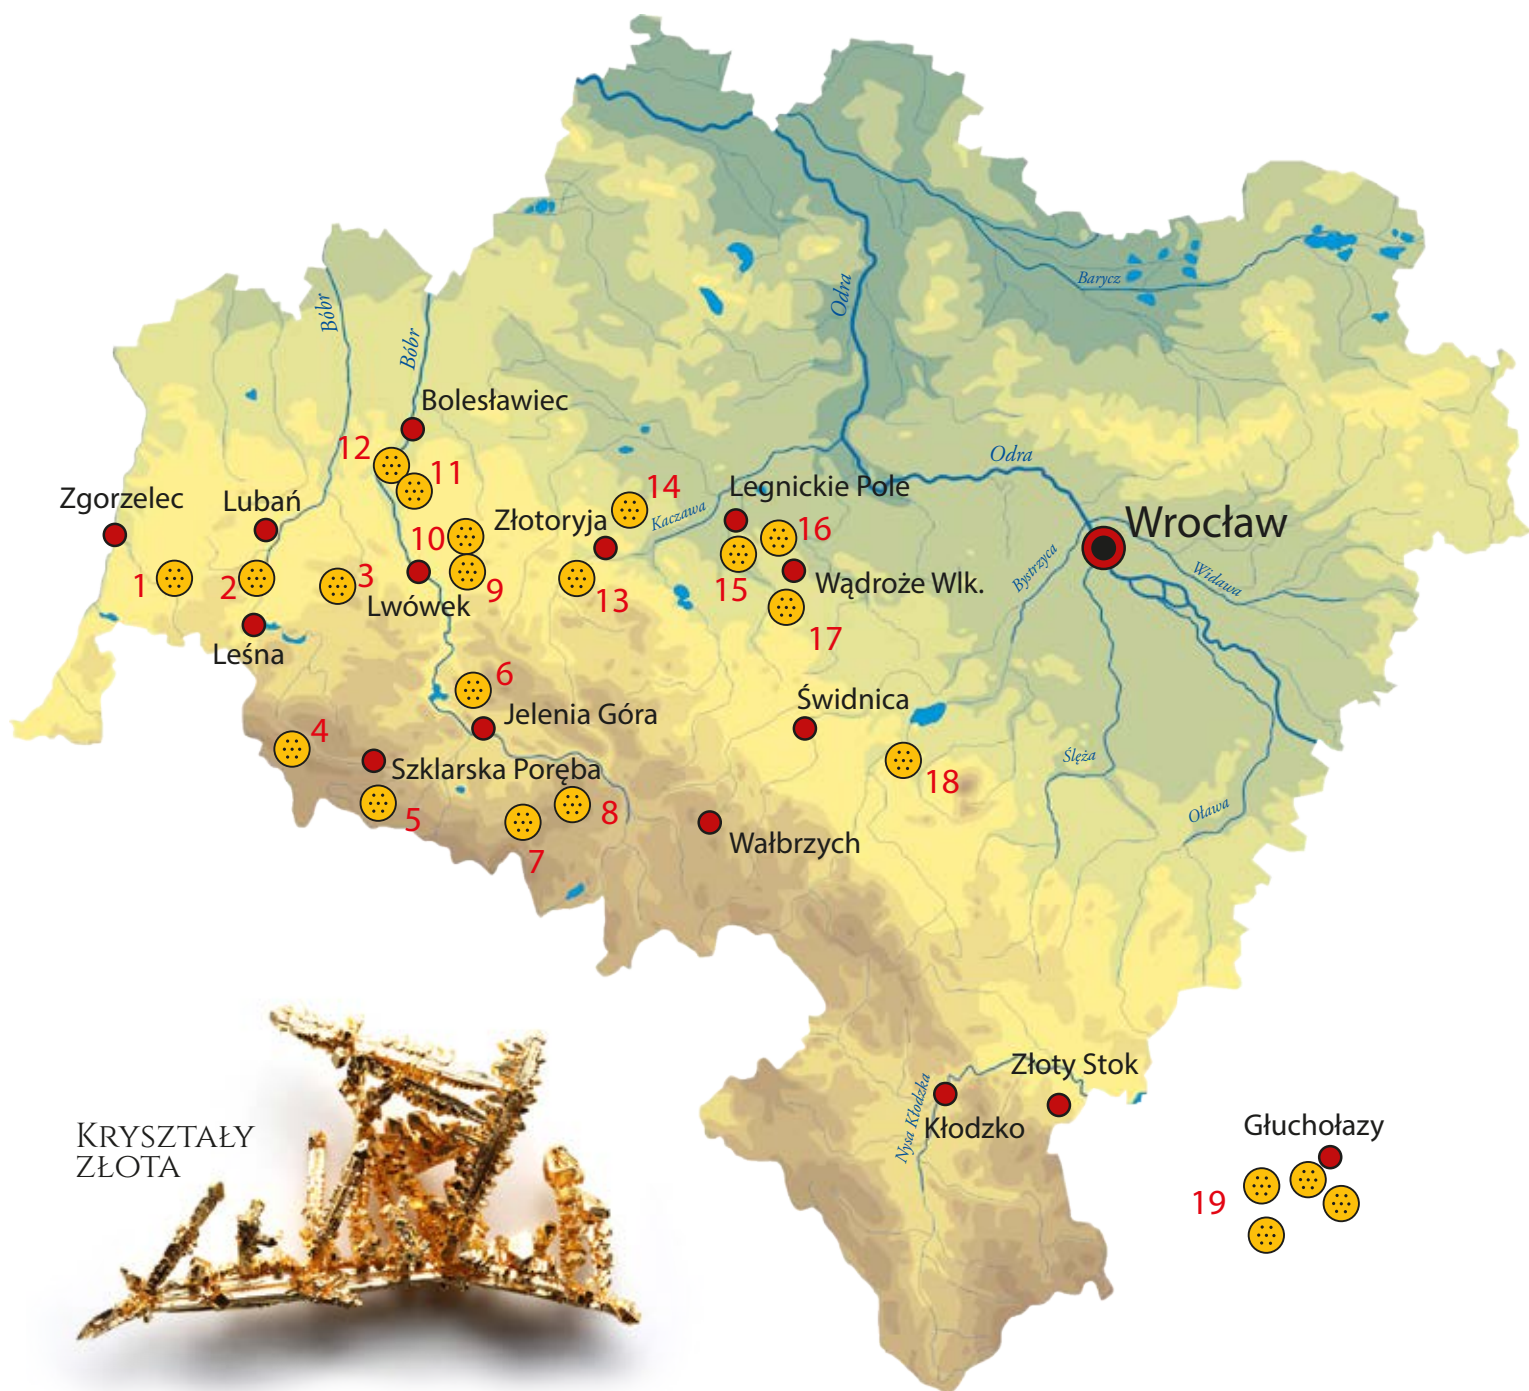 Barycz
Odra
Bóbr
Bóbr
Bolesławiec
12
11
Odra
Zgorzelec
Lubań
14
Legnickie Pole
Kaczawa
Złotoryja
10
16
Wrocław
1
2
3
Lwówek
9
13
15
Wądroże Wlk.
Bystrzyca
Widawa
Leśna
17
6
Jelenia Góra
Świdnica
4
Szklarska Poręba
18
Ślęża
5
7
8
Wałbrzych
Oława
Złoty Stok
Nysa Kłodzka
Kłodzko
Głuchołazy
19
Kryształy
złota